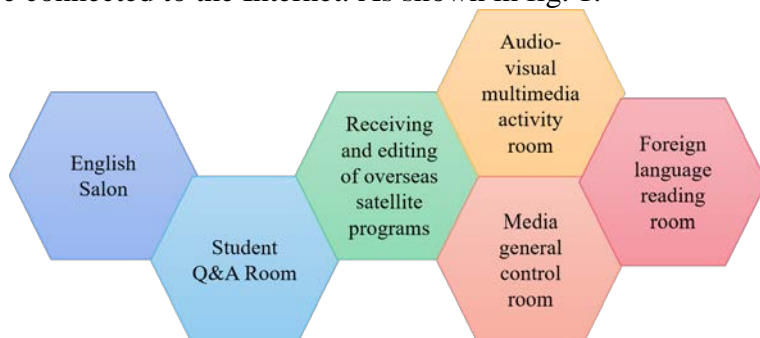 connected to the Internet. As shown in fig. 1.
English
Salon
Student
Q&A Room
Receiving
and editing
of overseas
satellite
programs
Audio-
visual
multimedia
activity
room
Media
general
control
room
Foreign
language
reading
room